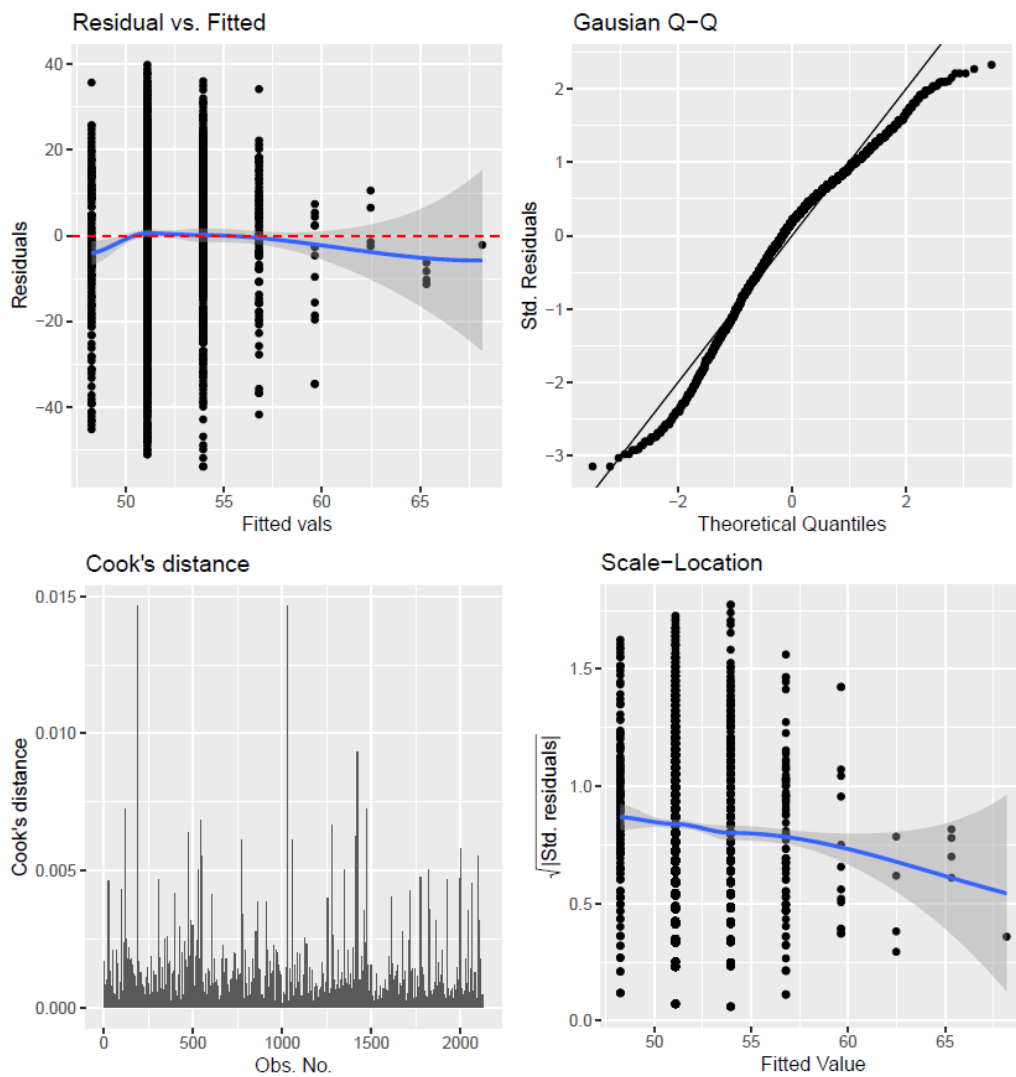 Residual vs. Fitted
Residuals
40
20
0
−20
−40
50
55
60
65
Fitted vals
Gaussian Q−Q
Std. Residuals
2
1
0
−1
−2
−3
−2
0
2
Theoretical Quantiles
Cook's distance
Cook's distance
0.015
0.010
0.005
0.000
0
500
1000
1500
2000
Obs. No.
Scale−Location
√|Std. residuals|
1.5
1.0
0.5
0.0
50
55
60
65
Fitted Value